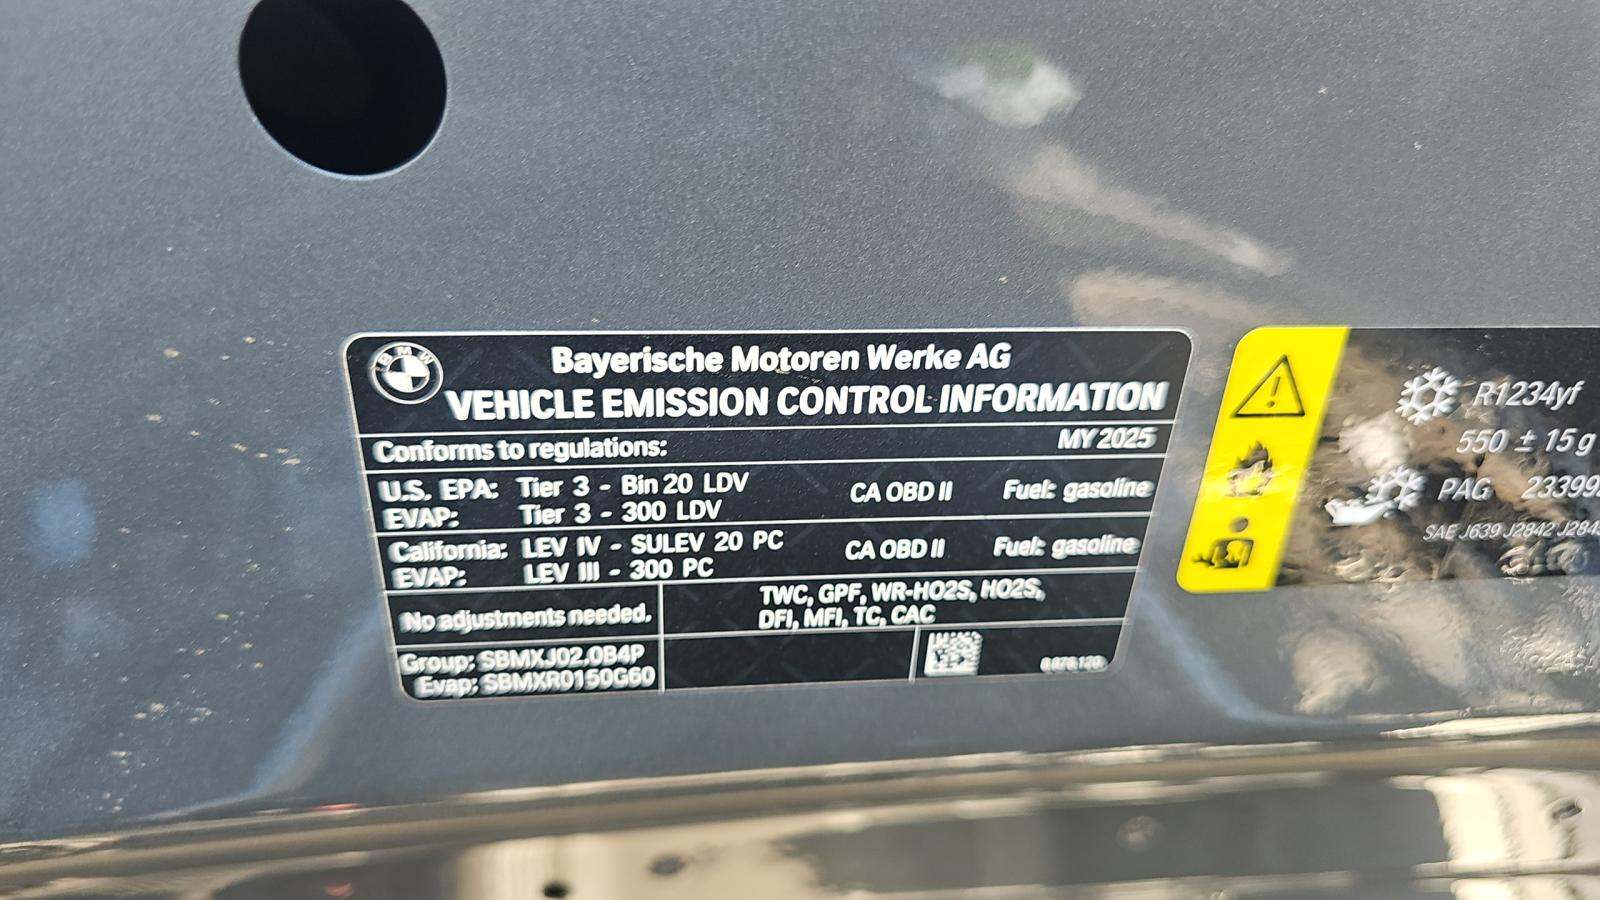 BMW
Bayerische Motoren Werke AG
VEHICLE EMISSION CONTROL INFORMATION
Conforms to regulations: MY 2025
U.S. EPA: Tier 3 - Bin 20 LDV CA OBD II Fuel: gasoline
EVAP: Tier 3 - 300 LDV
California: LEV IV - SULEV 20 PC CA OBD II Fuel: gasoline
EVAP: LEV III - 300 PC
No adjustments needed.
TWC, GPF, WR-HO2S, HO2S,
DFI, MFI, TC, CAC
Group: SBMXJ02.0B4P
Evap: SBMXR0150G60
R1234yf
550 ± 15 g
PAG
SAE J639 J2842